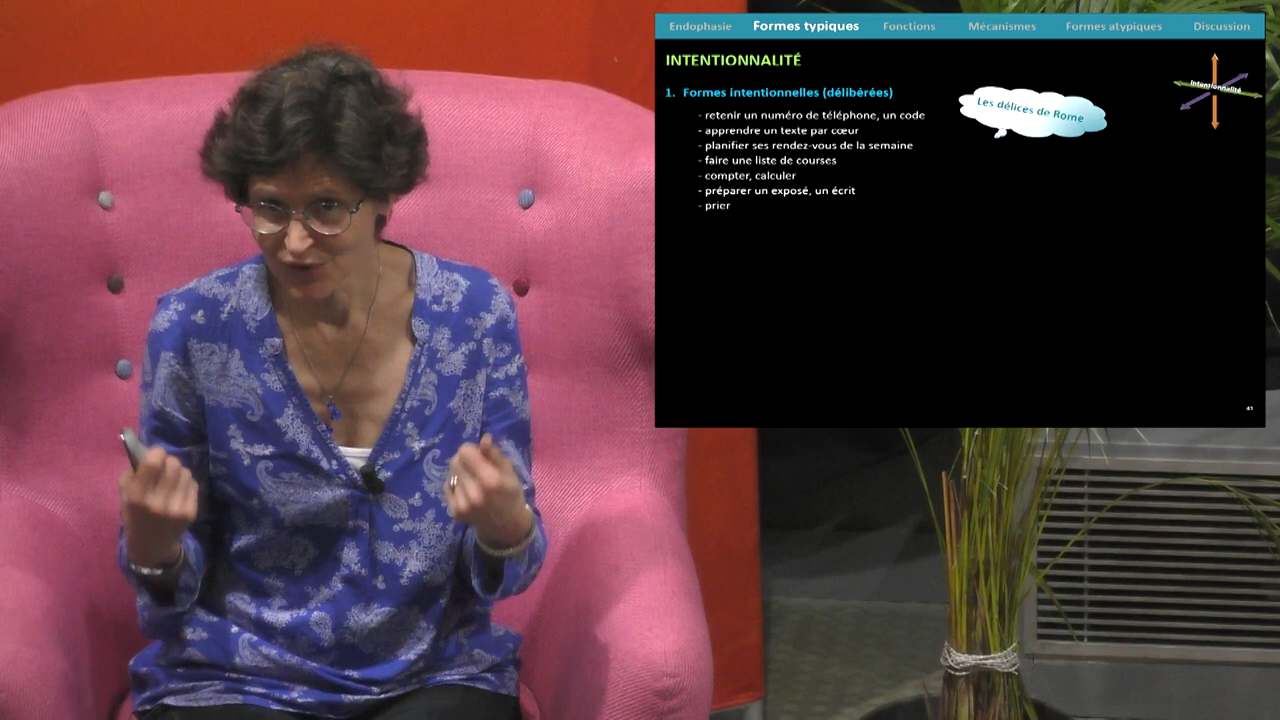 Endophasie Formes typiques Fonctions Mécanismes Formes atypiques Discussion
INTENTIONNALITÉ
1. Formes intentionnelles (délibérées)
- retenir un numéro de téléphone, un code
- apprendre un texte par cœur
- planifier ses rendez-vous de la semaine
- faire une liste de courses
- compter, calculer
- préparer un exposé, un écrit
- prier
Les délices de Rome
Intentionnalité
41